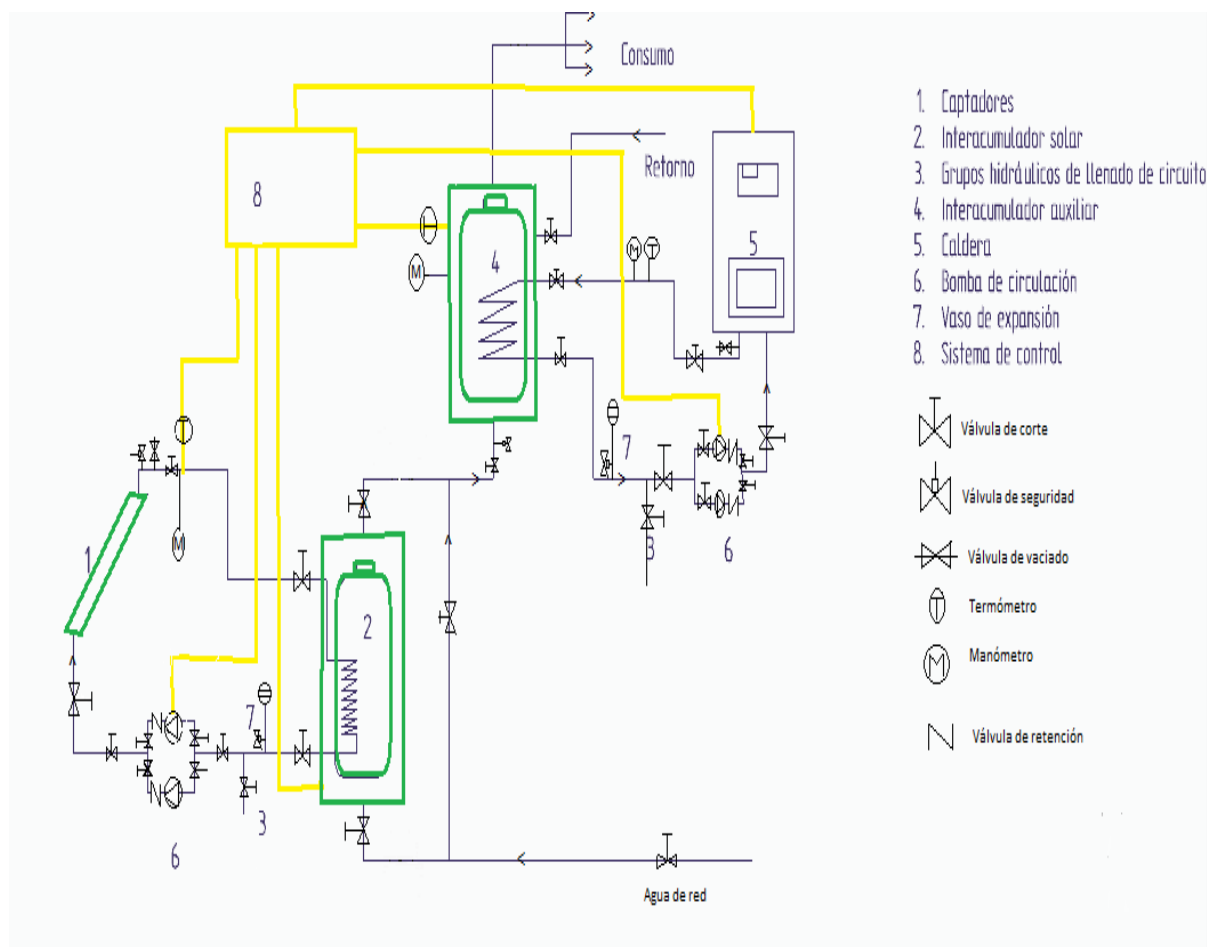 Consumo
Retorno
8
T
M
4
M
T
5
T
1
M
7
3
6
2
7
3
6
Agua de red
1. Captadores
2. Interacumulador solar
3. Grupos hidráulicos de llenado de circuito
4. Interacumulador auxiliar
5. Caldera
6. Bomba de circulación
7. Vaso de expansión
8. Sistema de control
Válvula de corte
Válvula de seguridad
Válvula de vaciado
T Termómetro
M Manómetro
Válvula de retención